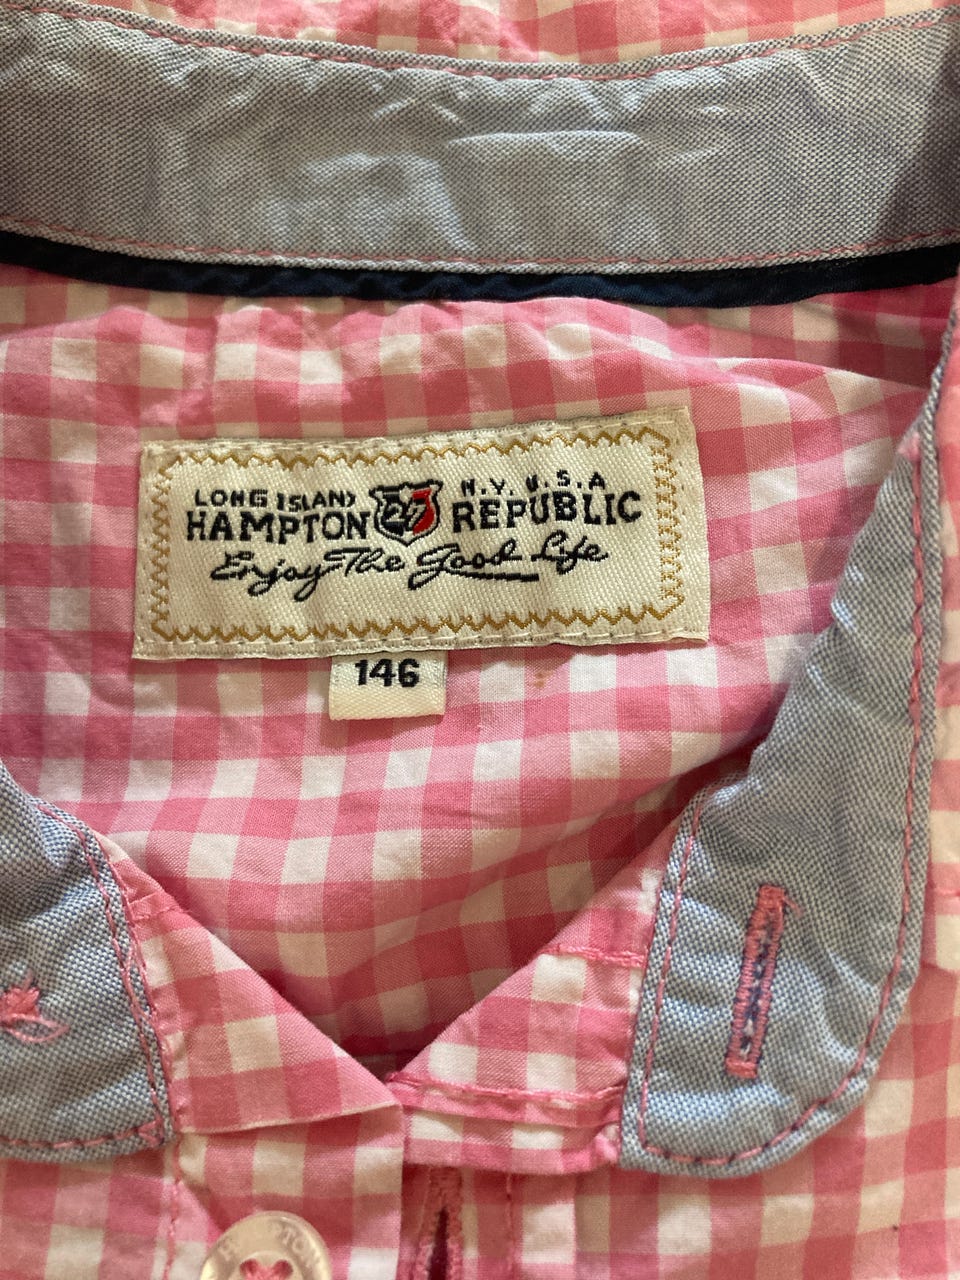 LONG ISLAND N.Y. U.S.A
HAMPTON 27 REPUBLIC
Enjoy The Good Life
146